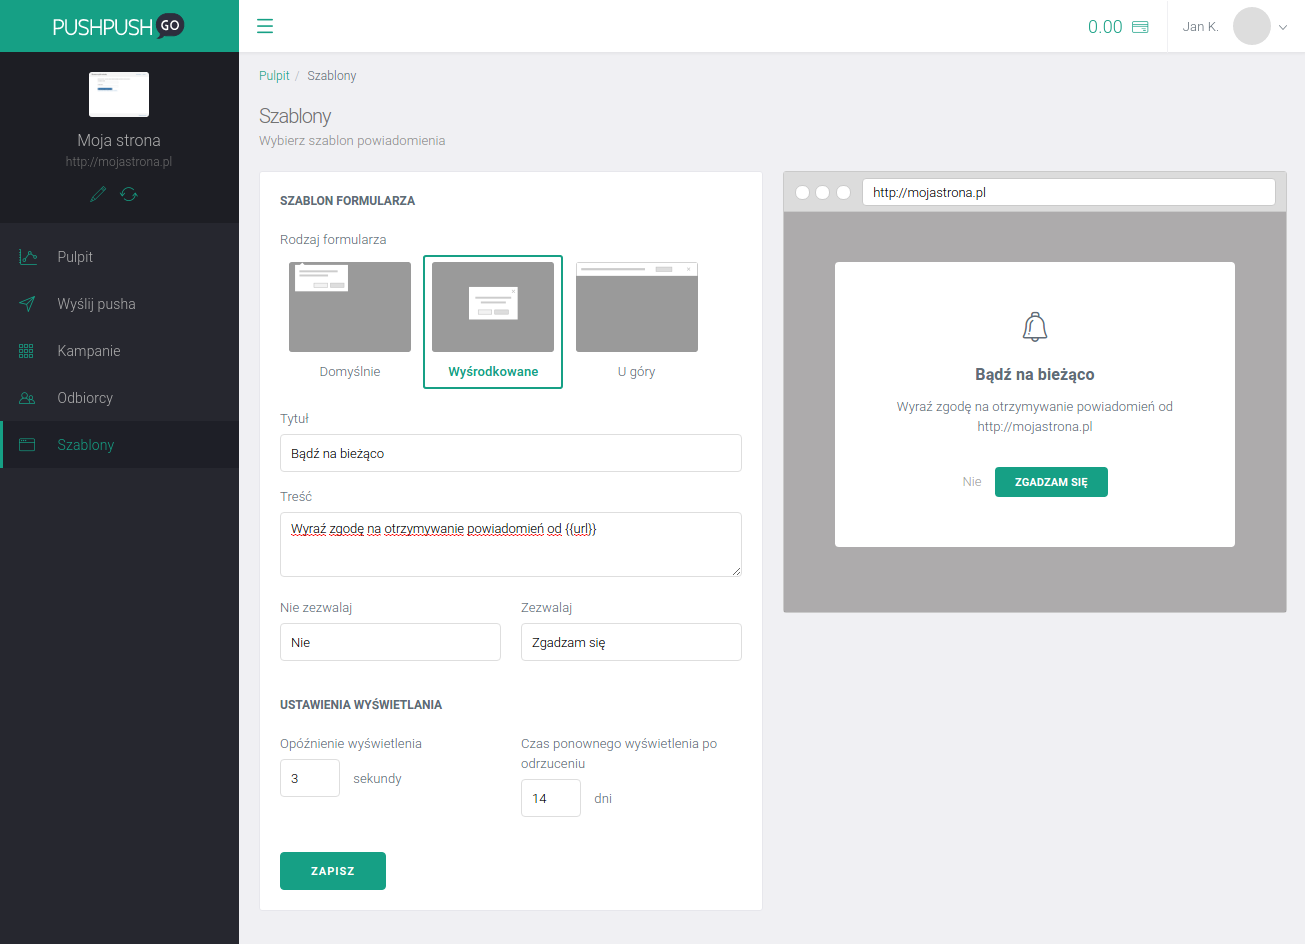 PUSHPUSH GO
0.00
Jan K.
Moja strona
http://mojastrona.pl
Pulpit
Wyślij pusha
Kampanie
Odbiorcy
Szablony
Pulpit / Szablony
Szablony
Wybierz szablon powiadomienia
SZABLON FORMULARZA
Rodzaj formularza
Domyślnie
Wyśrodkowane
U góry
Tytuł
Bądź na bieżąco
Treść
Wyraź zgodę na otrzymywanie powiadomień od {{url}}
Nie zezwalaj
Zezwalaj
Nie
Zgadzam się
USTAWIENIA WYŚWIETLANIA
Opóźnienie wyświetlenia
3 sekundy
Czas ponownego wyświetlenia po
odrzuceniu
14 dni
ZAPISZ
http://mojastrona.pl
Bądź na bieżąco
Wyraź zgodę na otrzymywanie powiadomień od
http://mojastrona.pl
Nie
ZGADZAM SIĘ